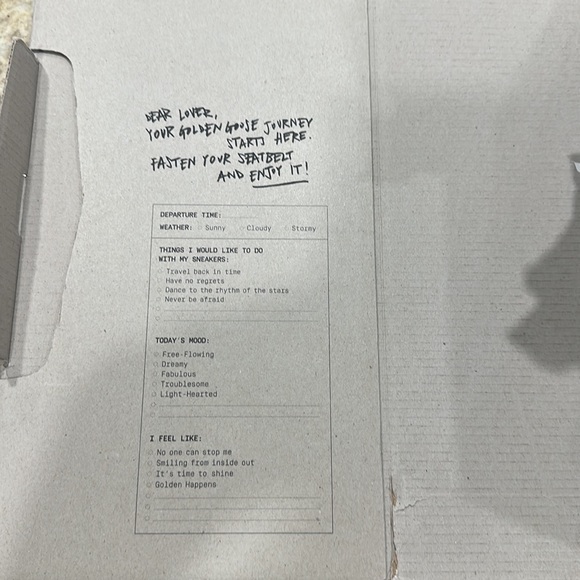 DEAR LOVER,
YOUR GOLDEN GOOSE JOURNEY
STARTS HERE.
FASTEN YOUR SEATBELT
AND ENJOY IT!
DEPARTURE TIME:
WEATHER: Sunny Cloudy Stormy
THINGS I WOULD LIKE TO DO
WITH MY SNEAKERS:
Travel back in time
Have no regrets
Dance to the rhythm of the stars
Never be afraid
TODAY'S MOOD:
Free-Flowing
Dreamy
Fabulous
Troublesome
Light-Hearted
I FEEL LIKE:
No one can stop me
Smiling from inside out
It's time to shine
Golden Happens